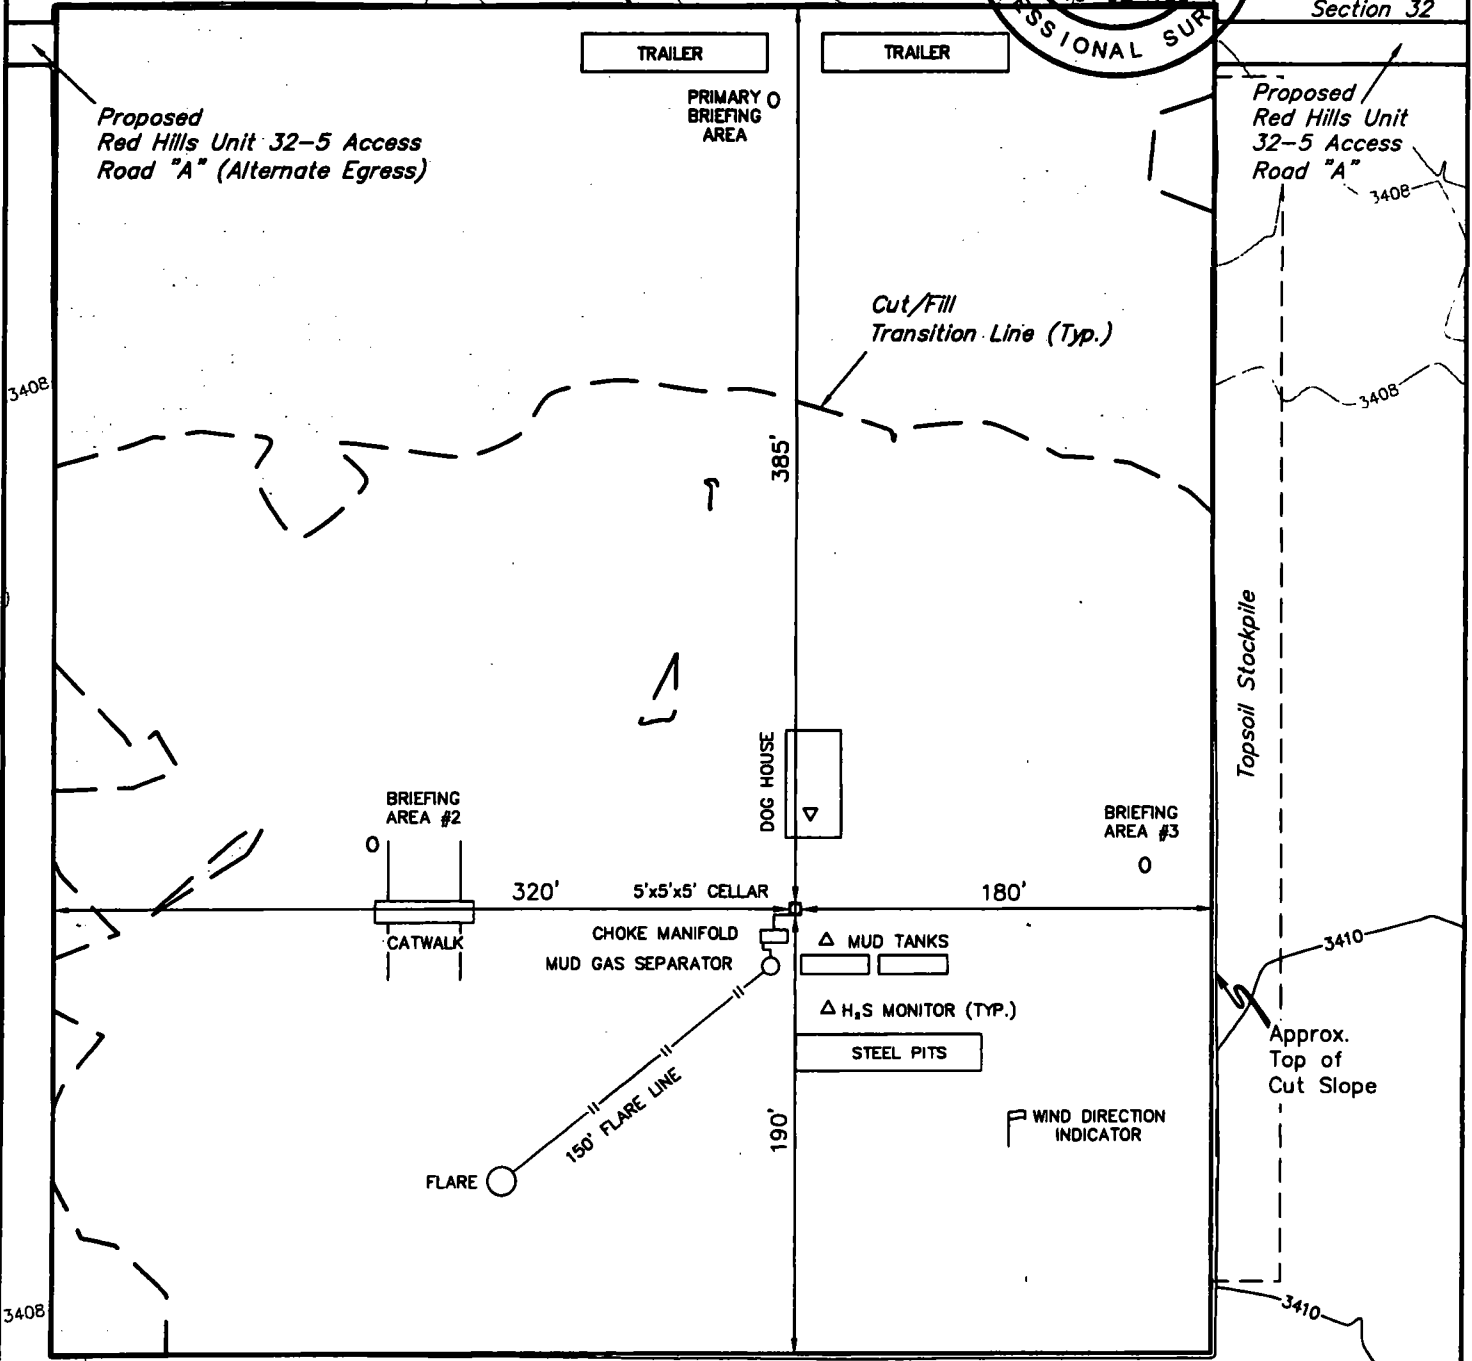 Section 32
SSIONAL SUR
TRAILER
TRAILER
PRIMARY O
BRIEFING
AREA
Proposed
Red Hills Unit 32-5 Access
Road "A" (Alternate Egress)
Proposed
Red Hills Unit
32-5 Access
Road "A"
3408
Cut/Fill
Transition Line (Typ.)
3408
3408
385'
Topsoil Stockpile
DOG HOUSE
BRIEFING
AREA #2
O
BRIEFING
AREA #3
O
320'
5'x5'x5' CELLAR
180'
CATWALK
CHOKE MANIFOLD
MUD TANKS
MUD GAS SEPARATOR
3410
H₂S MONITOR (TYP.)
STEEL PITS
Approx.
Top of
Cut Slope
150' FLARE LINE
190'
WIND DIRECTION
INDICATOR
FLARE
3408
3410